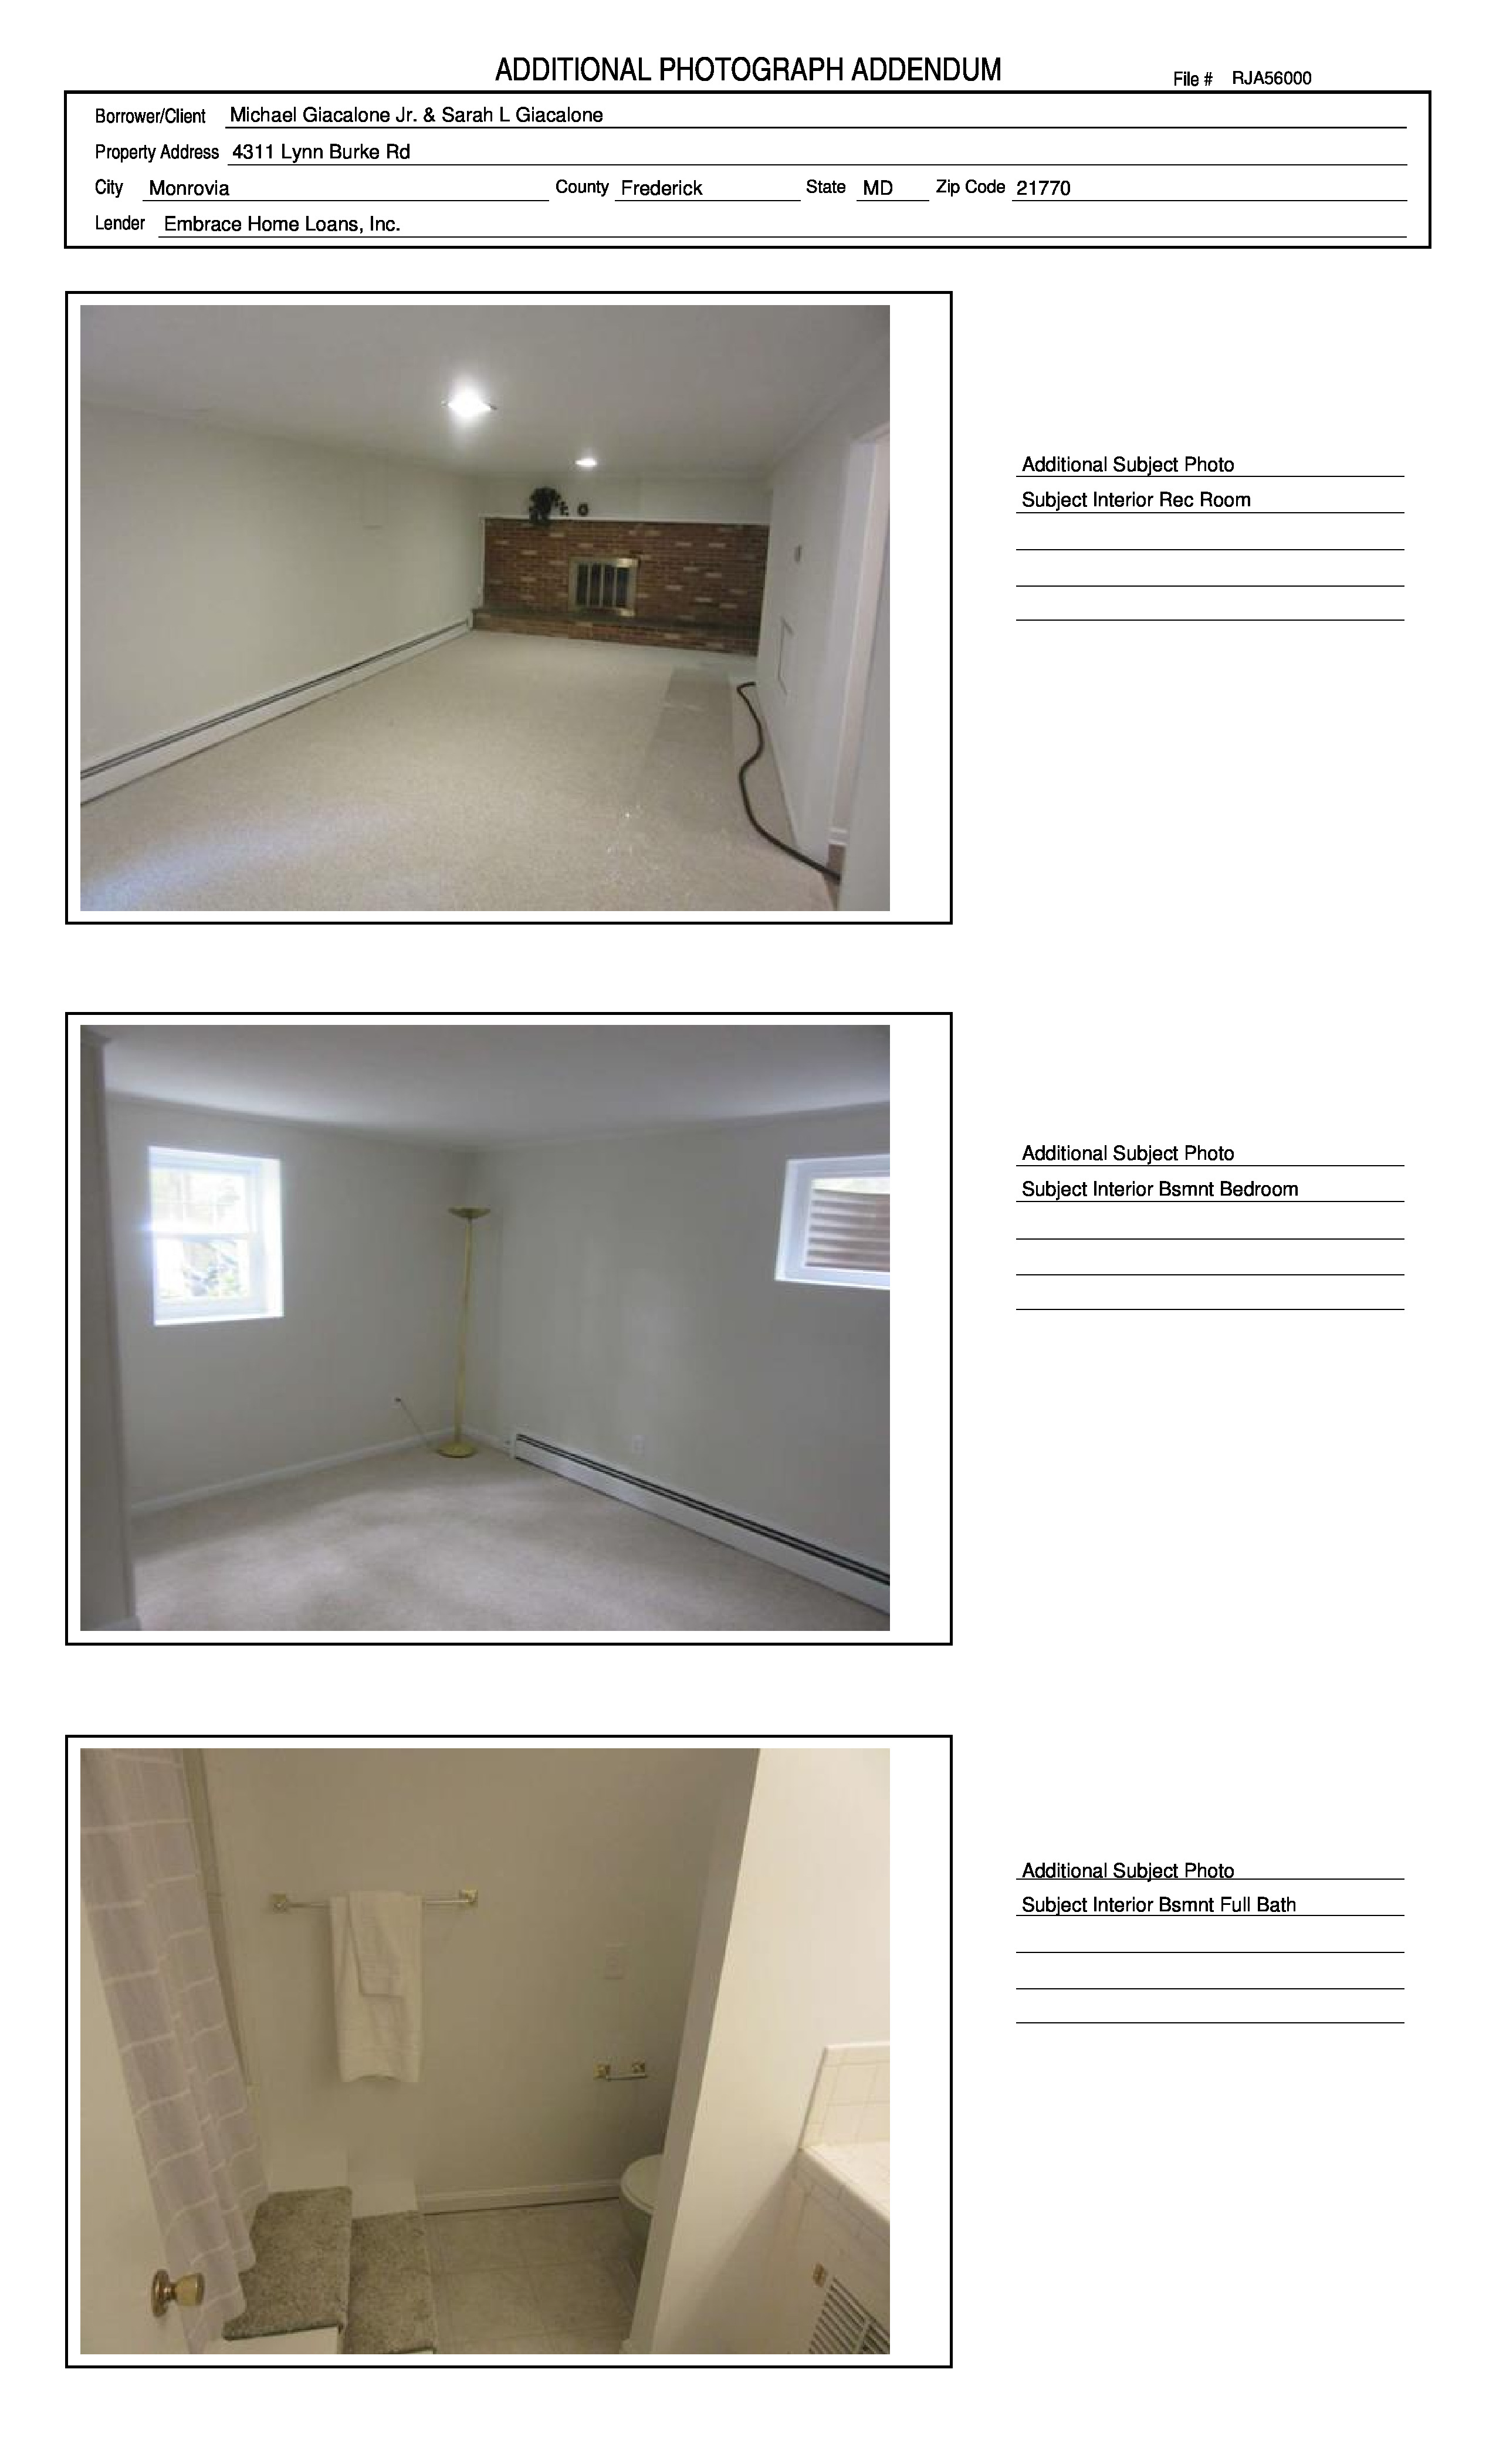 ADDITIONAL PHOTOGRAPH ADDENDUM
File # RJA56000
Borrower/Client Michael Giacalone Jr. & Sarah L Giacalone
Property Address 4311 Lynn Burke Rd
City Monrovia County Frederick State MD Zip Code 21770
Lender Embrace Home Loans, Inc.
Additional Subject Photo
Subject Interior Rec Room
Additional Subject Photo
Subject Interior Bsmnt Bedroom
Additional Subject Photo
Subject Interior Bsmnt Full Bath